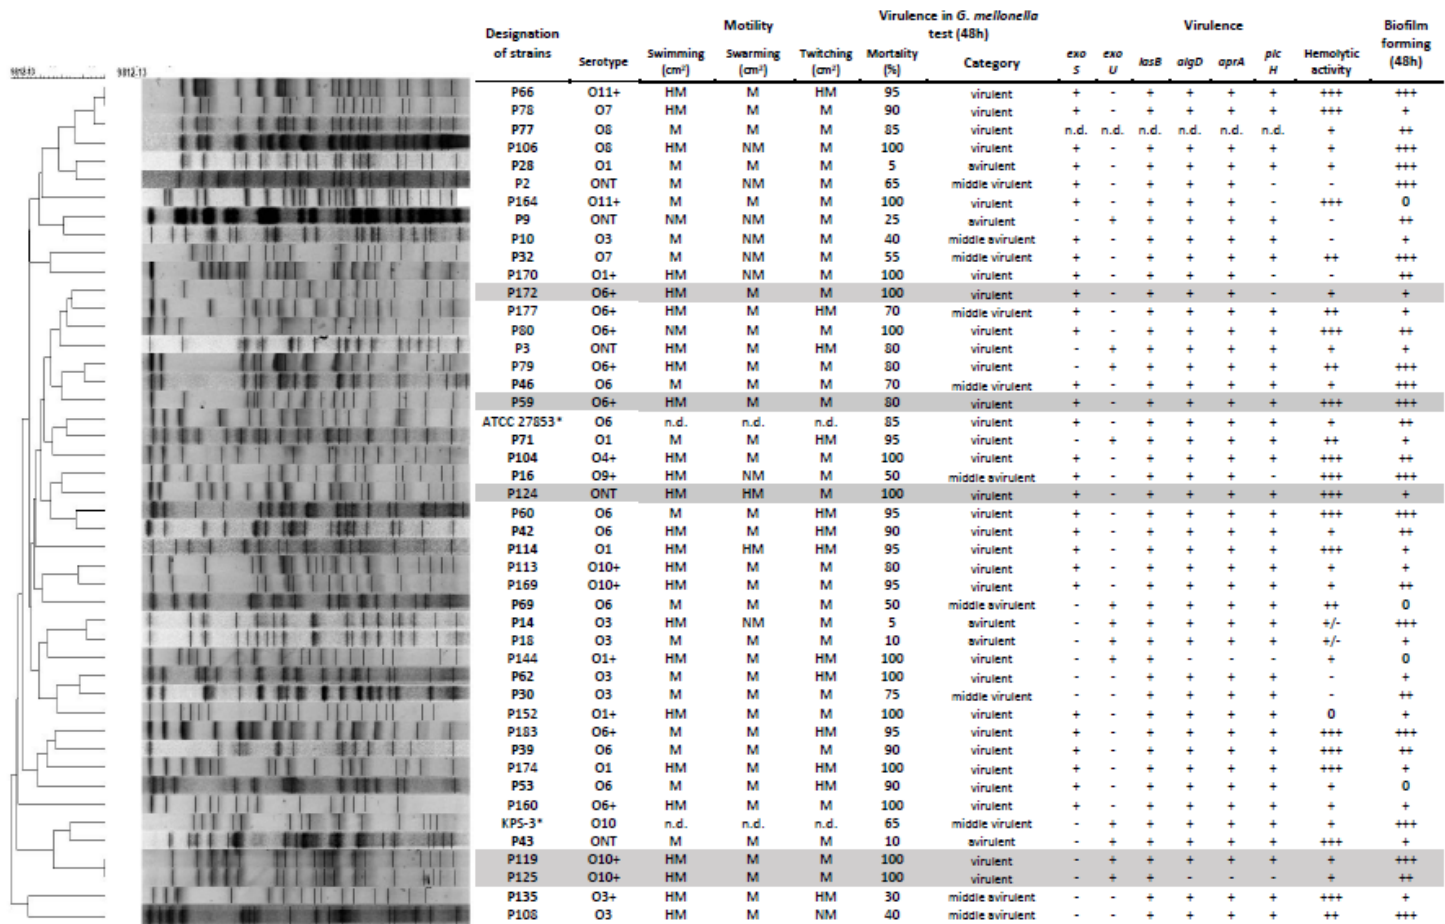 Motility Virulence in G. mellonella test (48h) Virulence Biofilm forming (48h)
Designation of strains Serotype Swimming (cm²) Swarming (cm²) Twitching (cm²) Mortality (%) Category exo S exo U lasB algD aprA plc H Hemolytic activity
P66 O11+ HM M HM 95 virulent + - + + + + +++ +++
P78 O7 HM M M 90 virulent + - + + + + +++ +
P77 O8 M M M 85 virulent n.d. n.d. n.d. n.d. n.d. n.d. + ++
P106 O8 HM NM M 100 virulent + - + + + + + +++
P28 O1 M M M 5 avirulent + - + + + + + +++
P2 ONT M NM M 65 middle virulent + - + + + - - +++
P164 O11+ M M M 100 virulent + - + + + - +++ 0
P9 ONT NM NM M 25 avirulent - + + + + + - ++
P10 O3 M NM M 40 middle avirulent + - + + + + - +
P32 O7 M NM M 55 middle virulent + - + + + + ++ +++
P170 O1+ HM NM M 100 virulent + - + + + - - ++
P172 O6+ HM M M 100 virulent + - + + + - + +
P177 O6+ HM M HM 70 middle virulent + - + + + + ++ +
P80 O6+ NM M M 100 virulent + - + + + + +++ ++
P3 ONT HM M HM 80 virulent - + + + + + + +
P79 O6+ HM M M 80 virulent - + + + + + ++ +++
P46 O6 M M M 70 middle virulent + - + + + + + +++
P59 O6+ HM M M 80 virulent + - + + + + +++ +++
ATCC 27853* O6 n.d. n.d. n.d. 85 virulent + - + + + + + ++
P71 O1 M M HM 95 virulent - + + + + + ++ +
P104 O4+ HM M M 100 virulent + - + + + + +++ ++
P16 O9+ HM NM M 50 middle avirulent + - + + + - +++ +++
P124 ONT HM HM M 100 virulent + - + + + + +++ +
P60 O6 M M HM 95 virulent + - + + + + +++ +++
P42 O6 HM M HM 90 virulent + - + + + + + ++
P114 O1 HM HM HM 95 virulent + - + + + + +++ +
P113 O10+ HM M M 80 virulent + - + + + + + +
P169 O10+ HM M M 95 virulent + - + + + + + ++
P69 O6 M M M 50 middle avirulent - + + + + + ++ 0
P14 O3 HM NM M 5 avirulent - + + + + + +/- +++
P18 O3 M M M 10 avirulent - + + + + + +/- +
P144 O1+ HM M HM 100 virulent - + + - - - + 0
P62 O3 M M HM 100 virulent - - + + + + - +
P30 O3 M M M 75 middle virulent - - + + + + - ++
P152 O1+ HM M M 100 virulent + - + + + + 0 +
P183 O6+ M M HM 95 virulent + - + + + + +++ +++
P39 O6 M M M 90 virulent + - + + + + +++ ++
P174 O1 HM M HM 100 virulent + - + + + + +++ +
P53 O6 M M HM 90 virulent + - + + + + + 0
P160 O6+ HM M M 100 virulent + - + + + + + +
KPS-3* O10 n.d. n.d. n.d. 65 middle virulent - + + + + + + +++
P43 ONT M M M 10 avirulent - + + + + + +++ +
P119 O10+ HM M M 100 virulent - + + + + + + +++
P125 O10+ HM M M 100 virulent - + + - - - + ++
P135 O3+ HM M HM 30 middle avirulent - - + + + + +++ +
P108 O3 HM M NM 40 middle avirulent - - + + + + ++ +++